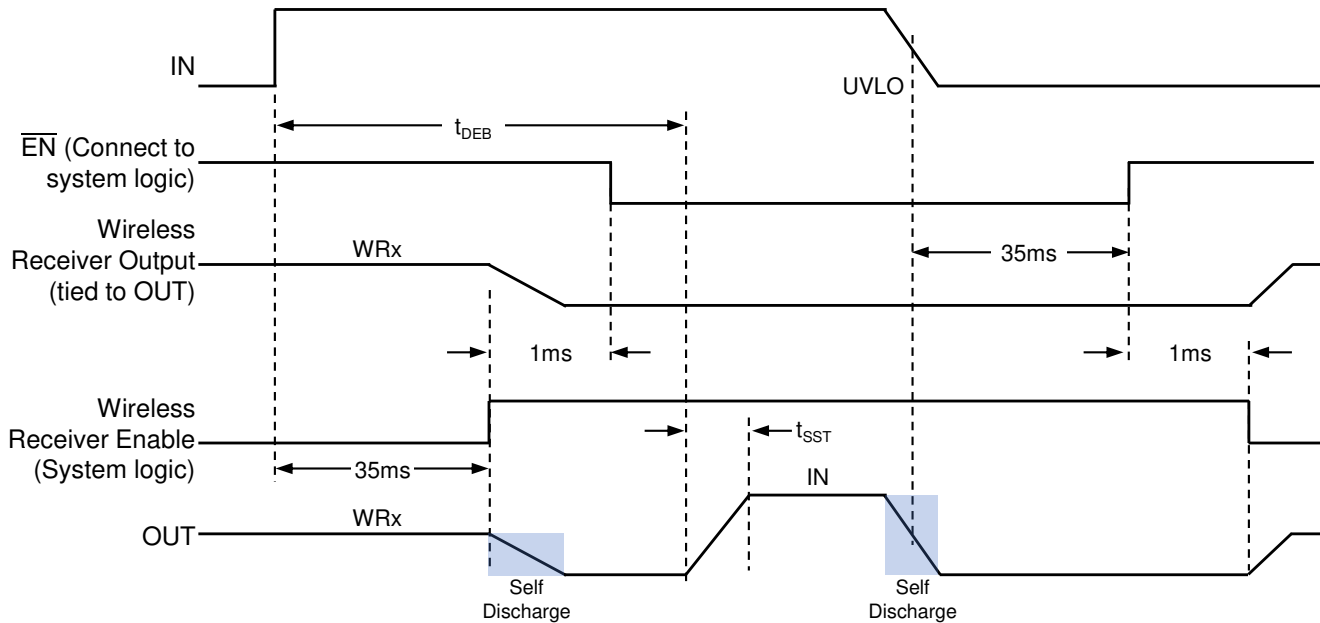 IN
UVLO
t_DEB
EN (Connect to
system logic)
Wireless
Receiver Output
(tied to OUT)
WRx
35ms
1ms
1ms
Wireless
Receiver Enable
(System logic)
t_SST
35ms
IN
WRx
OUT
Self
Discharge
Self
Discharge